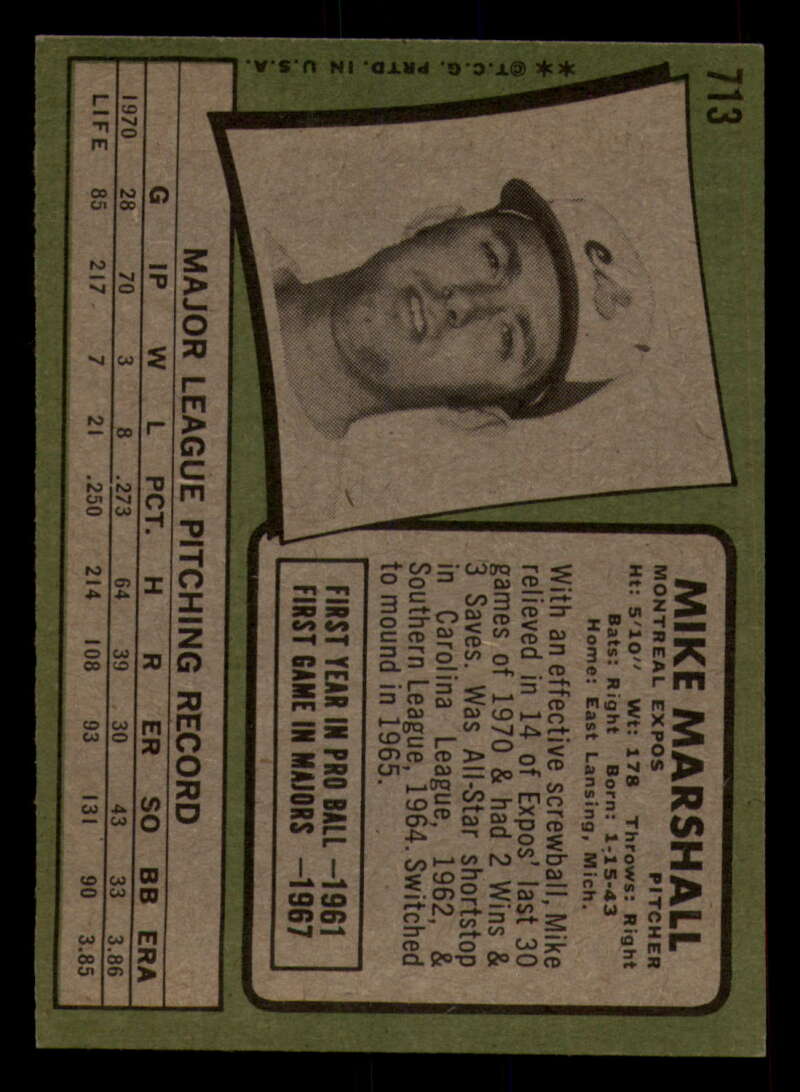 713
** ©T.C.G. PRTD. IN U.S.A.
MIKE MARSHALL
MONTREAL EXPOS PITCHER
Ht: 5'10" Wt: 178 Throws: Right
Bats: Right Born: 1-15-43
Home: East Lansing, Mich.
With an effective screwball, Mike
relieved in 14 of Expos' last 30
games of 1970 & had 2 Wins &
3 Saves. Was All-Star shortstop
in Carolina League, 1962, &
Southern League, 1964. Switched
to mound in 1965.
FIRST YEAR IN PRO BALL —1961
FIRST GAME IN MAJORS —1967
MAJOR LEAGUE PITCHING RECORD
G IP W L PCT. H R ER SO BB ERA
1970 28 70 3 8 .273 64 39 30 43 33 3.86
LIFE 85 217 7 21 .250 214 108 93 131 90 3.85